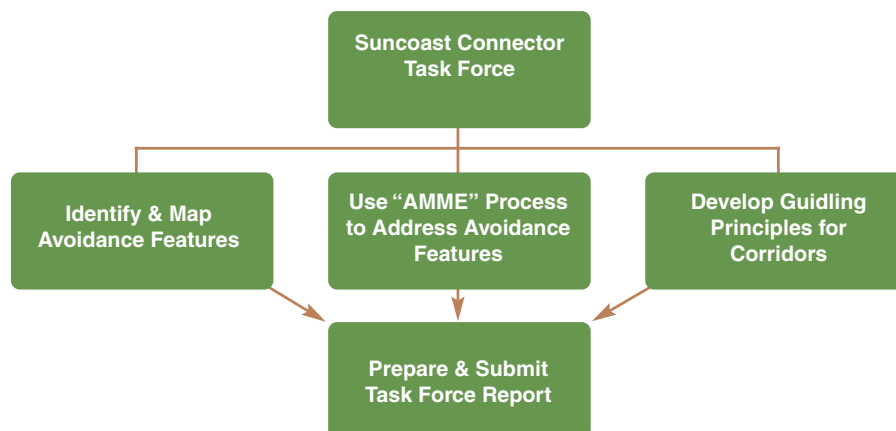 Suncoast Connector
Task Force
Identify & Map
Avoidance Features
Use “AMME” Process
to Address Avoidance
Features
Develop Guidling
Principles for
Corridors
Prepare & Submit
Task Force Report